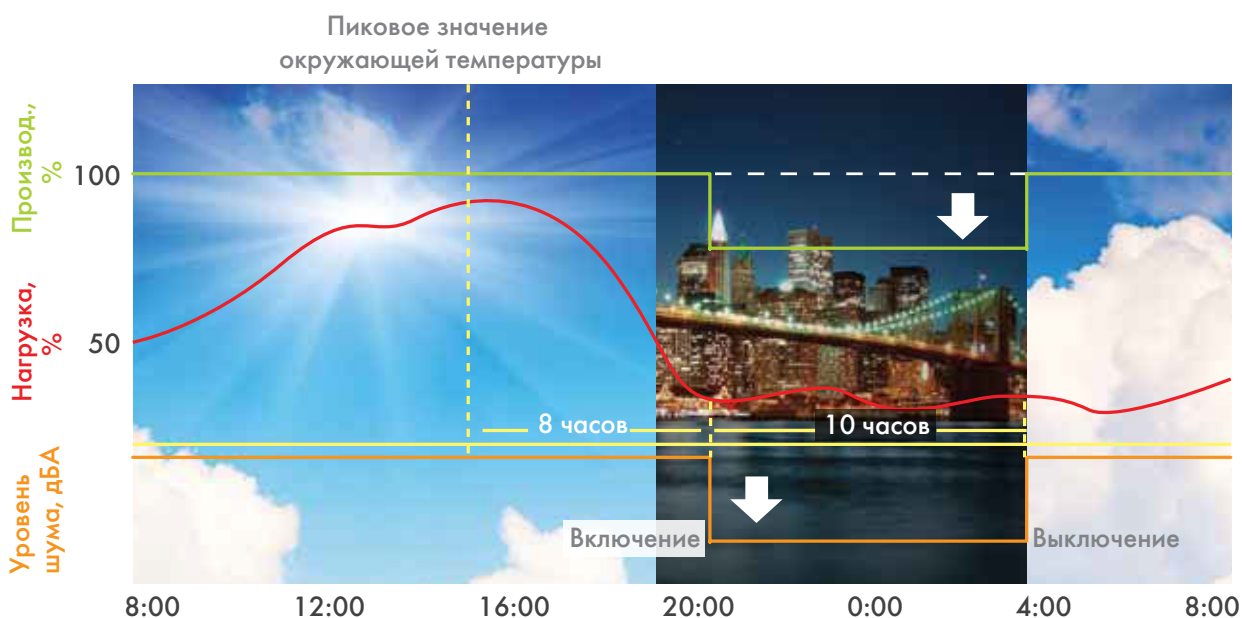 Пиковое значение
окружающей температуры
Производ.,
%
100
Нагрузка,
%
50
8 часов
10 часов
Уровень
шума, дБА
Включение
Выключение
8:00
12:00
16:00
20:00
0:00
4:00
8:00